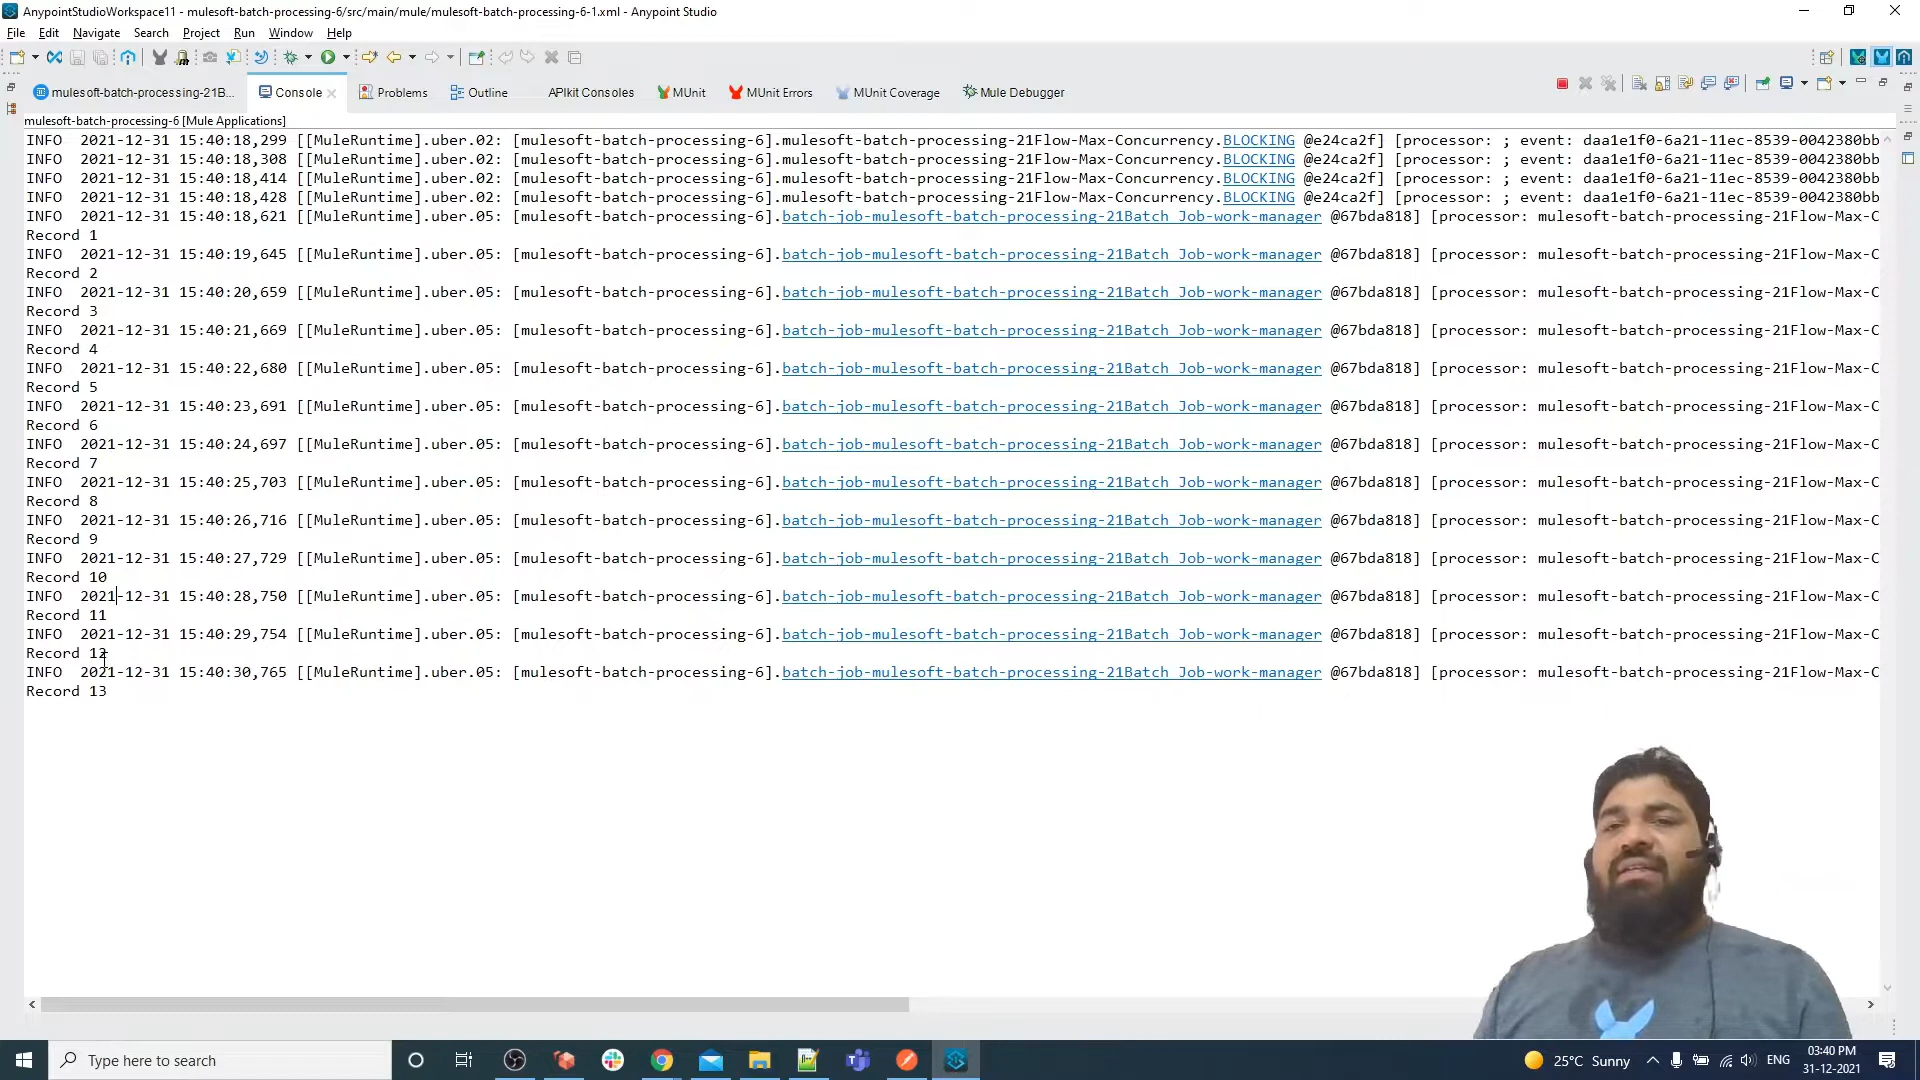 AnypointStudioWorkspace11 - mulesoft-batch-processing-6/src/main/mule/mulesoft-batch-processing-6-1.xml - Anypoint Studio
File Edit Navigate Search Project Run Window Help
mulesoft-batch-processing-21B... Console Problems Outline APIkit Consoles MUnit MUnit Errors MUnit Coverage Mule Debugger
mulesoft-batch-processing-6 [Mule Applications]
INFO 2021-12-31 15:40:18,299 [[MuleRuntime].uber.02: [mulesoft-batch-processing-6].mulesoft-batch-processing-21Flow-Max-Concurrency.BLOCKING @e24ca2f] [processor: ; event: daa1e1f0-6a21-11ec-8539-0042380bb
INFO 2021-12-31 15:40:18,308 [[MuleRuntime].uber.02: [mulesoft-batch-processing-6].mulesoft-batch-processing-21Flow-Max-Concurrency.BLOCKING @e24ca2f] [processor: ; event: daa1e1f0-6a21-11ec-8539-0042380bb
INFO 2021-12-31 15:40:18,414 [[MuleRuntime].uber.02: [mulesoft-batch-processing-6].mulesoft-batch-processing-21Flow-Max-Concurrency.BLOCKING @e24ca2f] [processor: ; event: daa1e1f0-6a21-11ec-8539-0042380bb
INFO 2021-12-31 15:40:18,428 [[MuleRuntime].uber.02: [mulesoft-batch-processing-6].mulesoft-batch-processing-21Flow-Max-Concurrency.BLOCKING @e24ca2f] [processor: ; event: daa1e1f0-6a21-11ec-8539-0042380bb
INFO 2021-12-31 15:40:18,621 [[MuleRuntime].uber.05: [mulesoft-batch-processing-6].batch-job-mulesoft-batch-processing-21Batch_Job-work-manager @67bda818] [processor: mulesoft-batch-processing-21Flow-Max-C
Record 1
INFO 2021-12-31 15:40:19,645 [[MuleRuntime].uber.05: [mulesoft-batch-processing-6].batch-job-mulesoft-batch-processing-21Batch_Job-work-manager @67bda818] [processor: mulesoft-batch-processing-21Flow-Max-C
Record 2
INFO 2021-12-31 15:40:20,659 [[MuleRuntime].uber.05: [mulesoft-batch-processing-6].batch-job-mulesoft-batch-processing-21Batch_Job-work-manager @67bda818] [processor: mulesoft-batch-processing-21Flow-Max-C
Record 3
INFO 2021-12-31 15:40:21,669 [[MuleRuntime].uber.05: [mulesoft-batch-processing-6].batch-job-mulesoft-batch-processing-21Batch_Job-work-manager @67bda818] [processor: mulesoft-batch-processing-21Flow-Max-C
Record 4
INFO 2021-12-31 15:40:22,680 [[MuleRuntime].uber.05: [mulesoft-batch-processing-6].batch-job-mulesoft-batch-processing-21Batch_Job-work-manager @67bda818] [processor: mulesoft-batch-processing-21Flow-Max-C
Record 5
INFO 2021-12-31 15:40:23,691 [[MuleRuntime].uber.05: [mulesoft-batch-processing-6].batch-job-mulesoft-batch-processing-21Batch_Job-work-manager @67bda818] [processor: mulesoft-batch-processing-21Flow-Max-C
Record 6
INFO 2021-12-31 15:40:24,697 [[MuleRuntime].uber.05: [mulesoft-batch-processing-6].batch-job-mulesoft-batch-processing-21Batch_Job-work-manager @67bda818] [processor: mulesoft-batch-processing-21Flow-Max-C
Record 7
INFO 2021-12-31 15:40:25,703 [[MuleRuntime].uber.05: [mulesoft-batch-processing-6].batch-job-mulesoft-batch-processing-21Batch_Job-work-manager @67bda818] [processor: mulesoft-batch-processing-21Flow-Max-C
Record 8
INFO 2021-12-31 15:40:26,716 [[MuleRuntime].uber.05: [mulesoft-batch-processing-6].batch-job-mulesoft-batch-processing-21Batch_Job-work-manager @67bda818] [processor: mulesoft-batch-processing-21Flow-Max-C
Record 9
INFO 2021-12-31 15:40:27,729 [[MuleRuntime].uber.05: [mulesoft-batch-processing-6].batch-job-mulesoft-batch-processing-21Batch_Job-work-manager @67bda818] [processor: mulesoft-batch-processing-21Flow-Max-C
Record 10
INFO 2021-12-31 15:40:28,750 [[MuleRuntime].uber.05: [mulesoft-batch-processing-6].batch-job-mulesoft-batch-processing-21Batch_Job-work-manager @67bda818] [processor: mulesoft-batch-processing-21Flow-Max-C
Record 11
INFO 2021-12-31 15:40:29,754 [[MuleRuntime].uber.05: [mulesoft-batch-processing-6].batch-job-mulesoft-batch-processing-21Batch_Job-work-manager @67bda818] [processor: mulesoft-batch-processing-21Flow-Max-C
Record 12
INFO 2021-12-31 15:40:30,765 [[MuleRuntime].uber.05: [mulesoft-batch-processing-6].batch-job-mulesoft-batch-processing-21Batch_Job-work-manager @67bda818] [processor: mulesoft-batch-processing-21Flow-Max-C
Record 13
Type here to search 25°C Sunny ENG 03:40 PM
31-12-2021